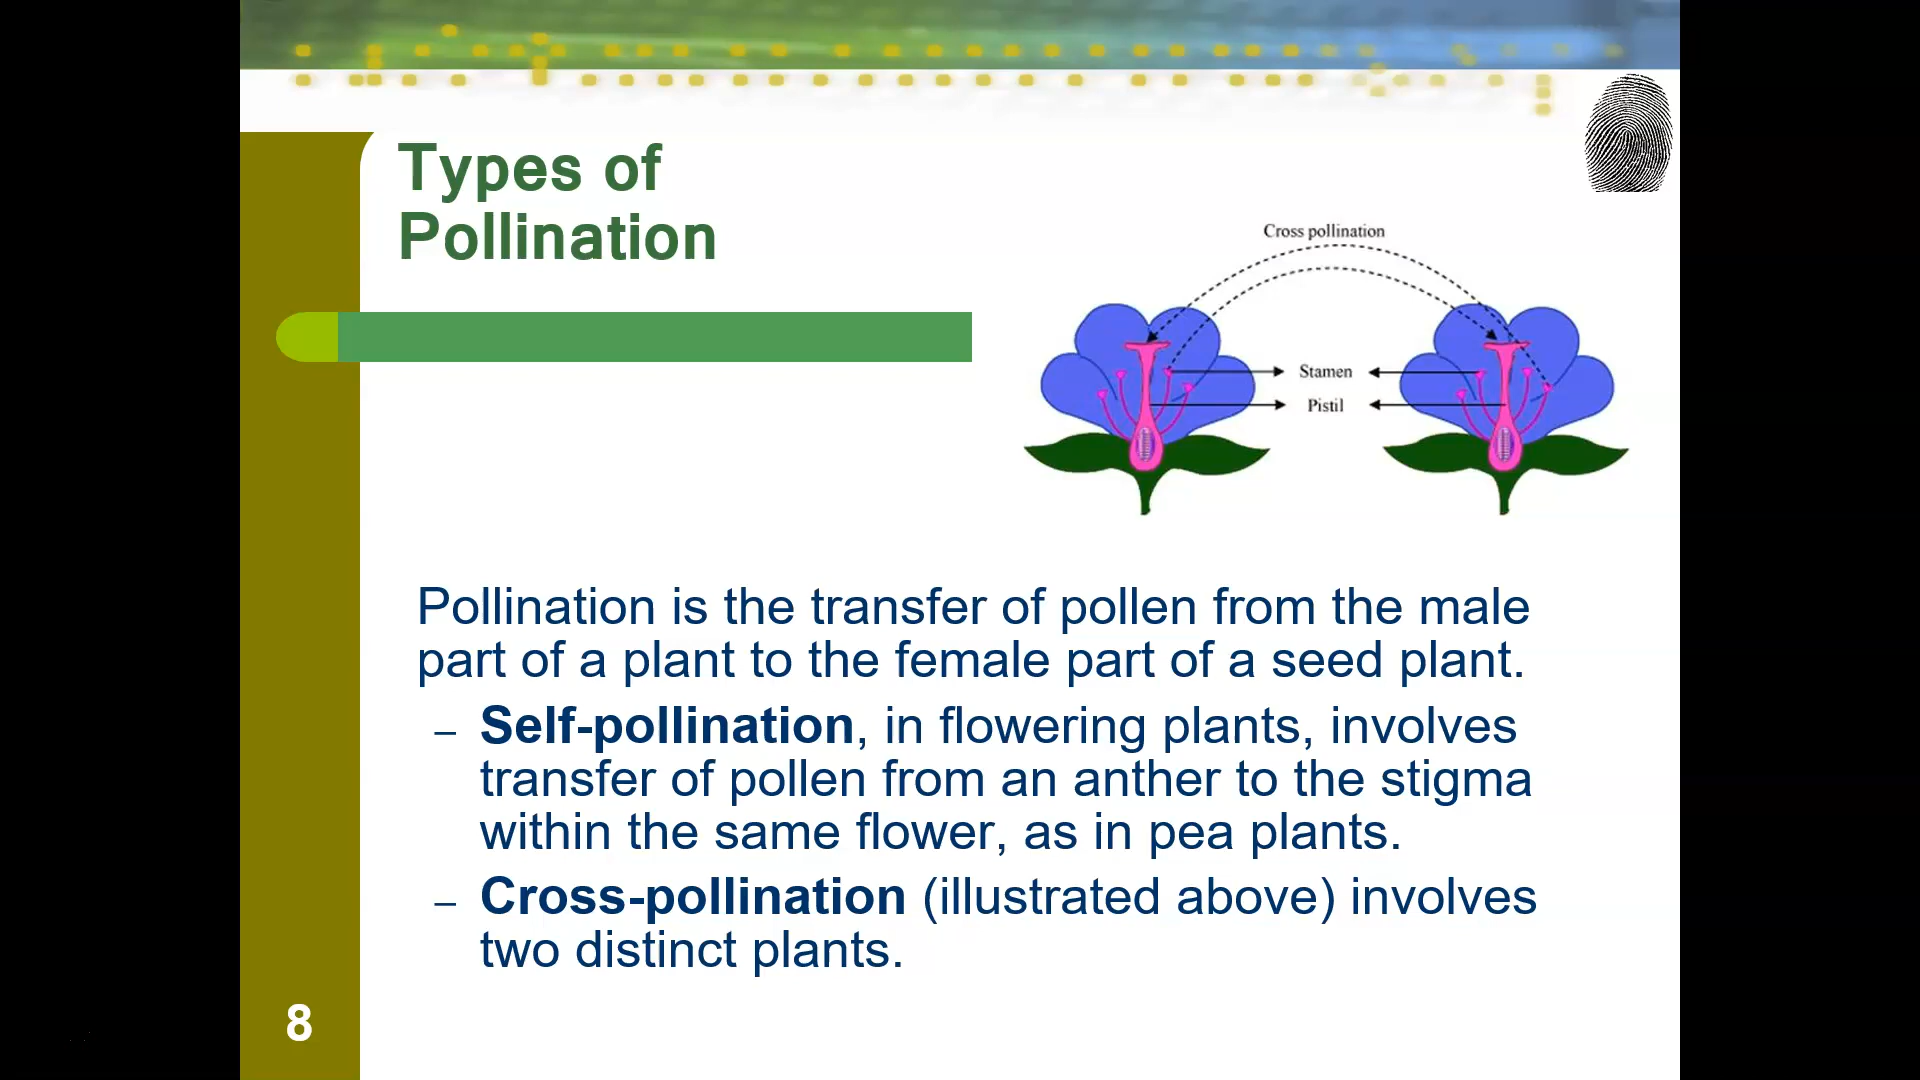 Types of
Pollination
Cross pollination
Stamen
Pistil
Pollination is the transfer of pollen from the male
part of a plant to the female part of a seed plant.
– Self-pollination, in flowering plants, involves
transfer of pollen from an anther to the stigma
within the same flower, as in pea plants.
– Cross-pollination (illustrated above) involves
two distinct plants.
8